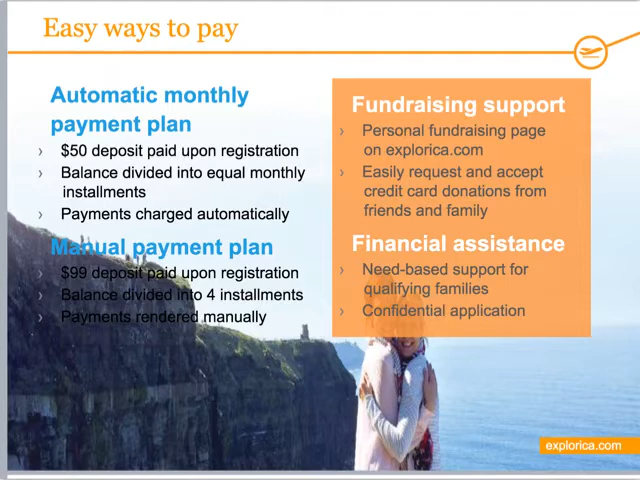 Easy ways to pay
Automatic monthly
payment plan
› $50 deposit paid upon registration
› Balance divided into equal monthly
installments
› Payments charged automatically
Manual payment plan
› $99 deposit paid upon registration
› Balance divided into 4 installments
› Payments rendered manually
Fundraising support
› Personal fundraising page
on explorica.com
› Easily request and accept
credit card donations from
friends and family
Financial assistance
› Need-based support for
qualifying families
› Confidential application
explorica.com